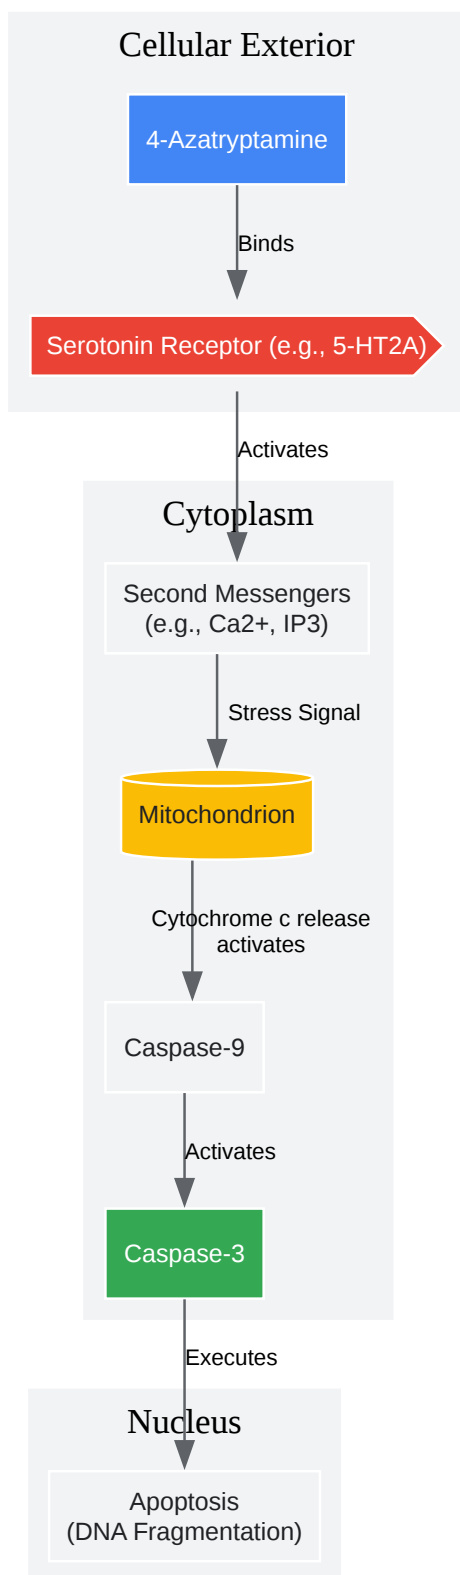 Cellular Exterior
4-Azatryptamine
Binds
Serotonin Receptor (e.g., 5-HT2A)
Activates
Cytoplasm
Second Messengers
(e.g., Ca2+, IP3)
Stress Signal
Mitochondrion
Cytochrome c release
activates
Caspase-9
Activates
Caspase-3
Executes
Nucleus
Apoptosis
(DNA Fragmentation)